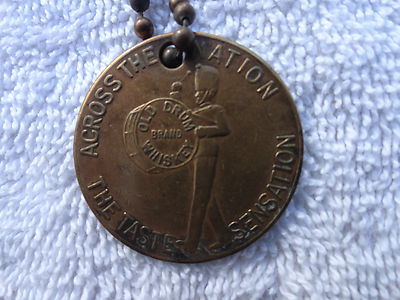 ACROSS THE NATION
OLD DRUM
BRAND
WHISKEY
THE TASTE SENSATION